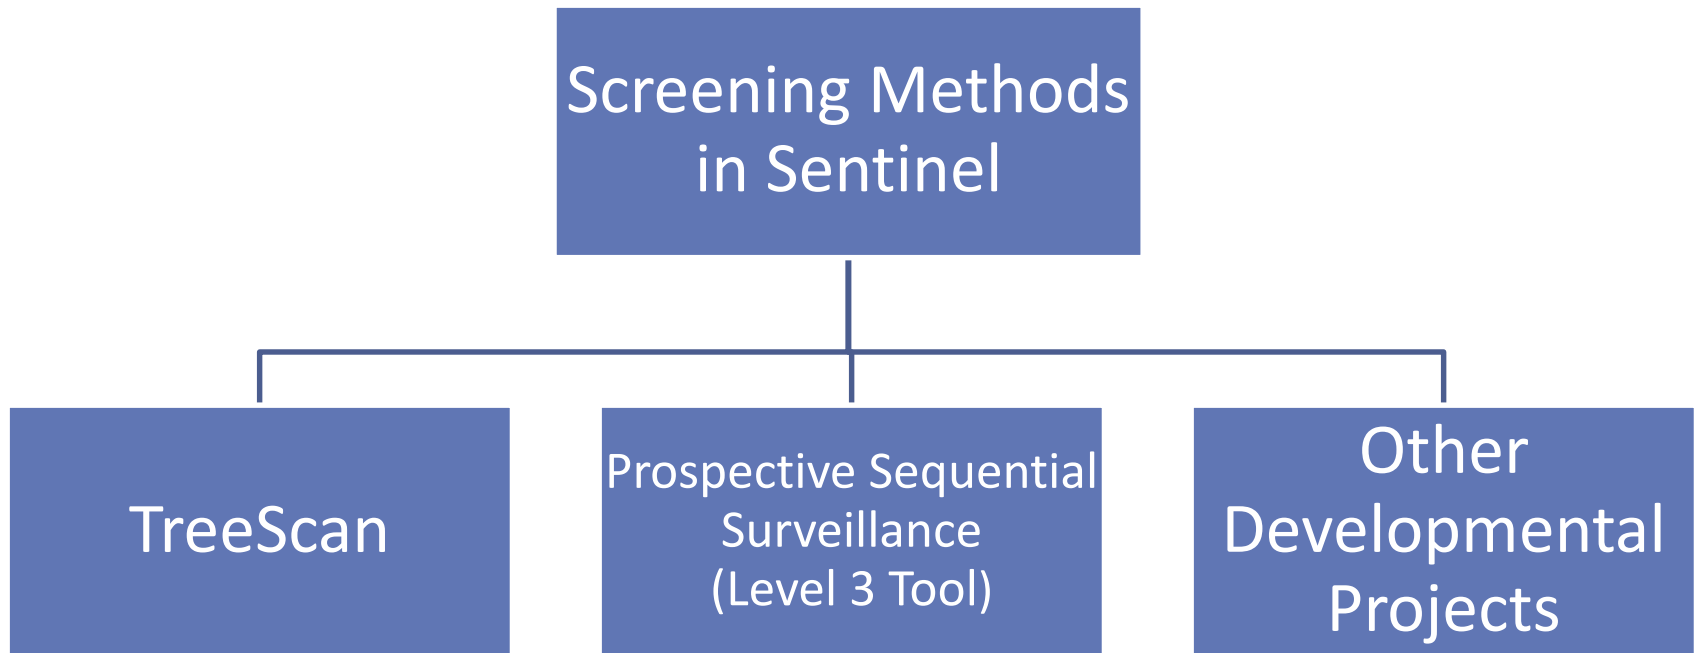 Screening Methods
in Sentinel
TreeScan
Prospective Sequential
Surveillance
(Level 3 Tool)
Other
Developmental
Projects